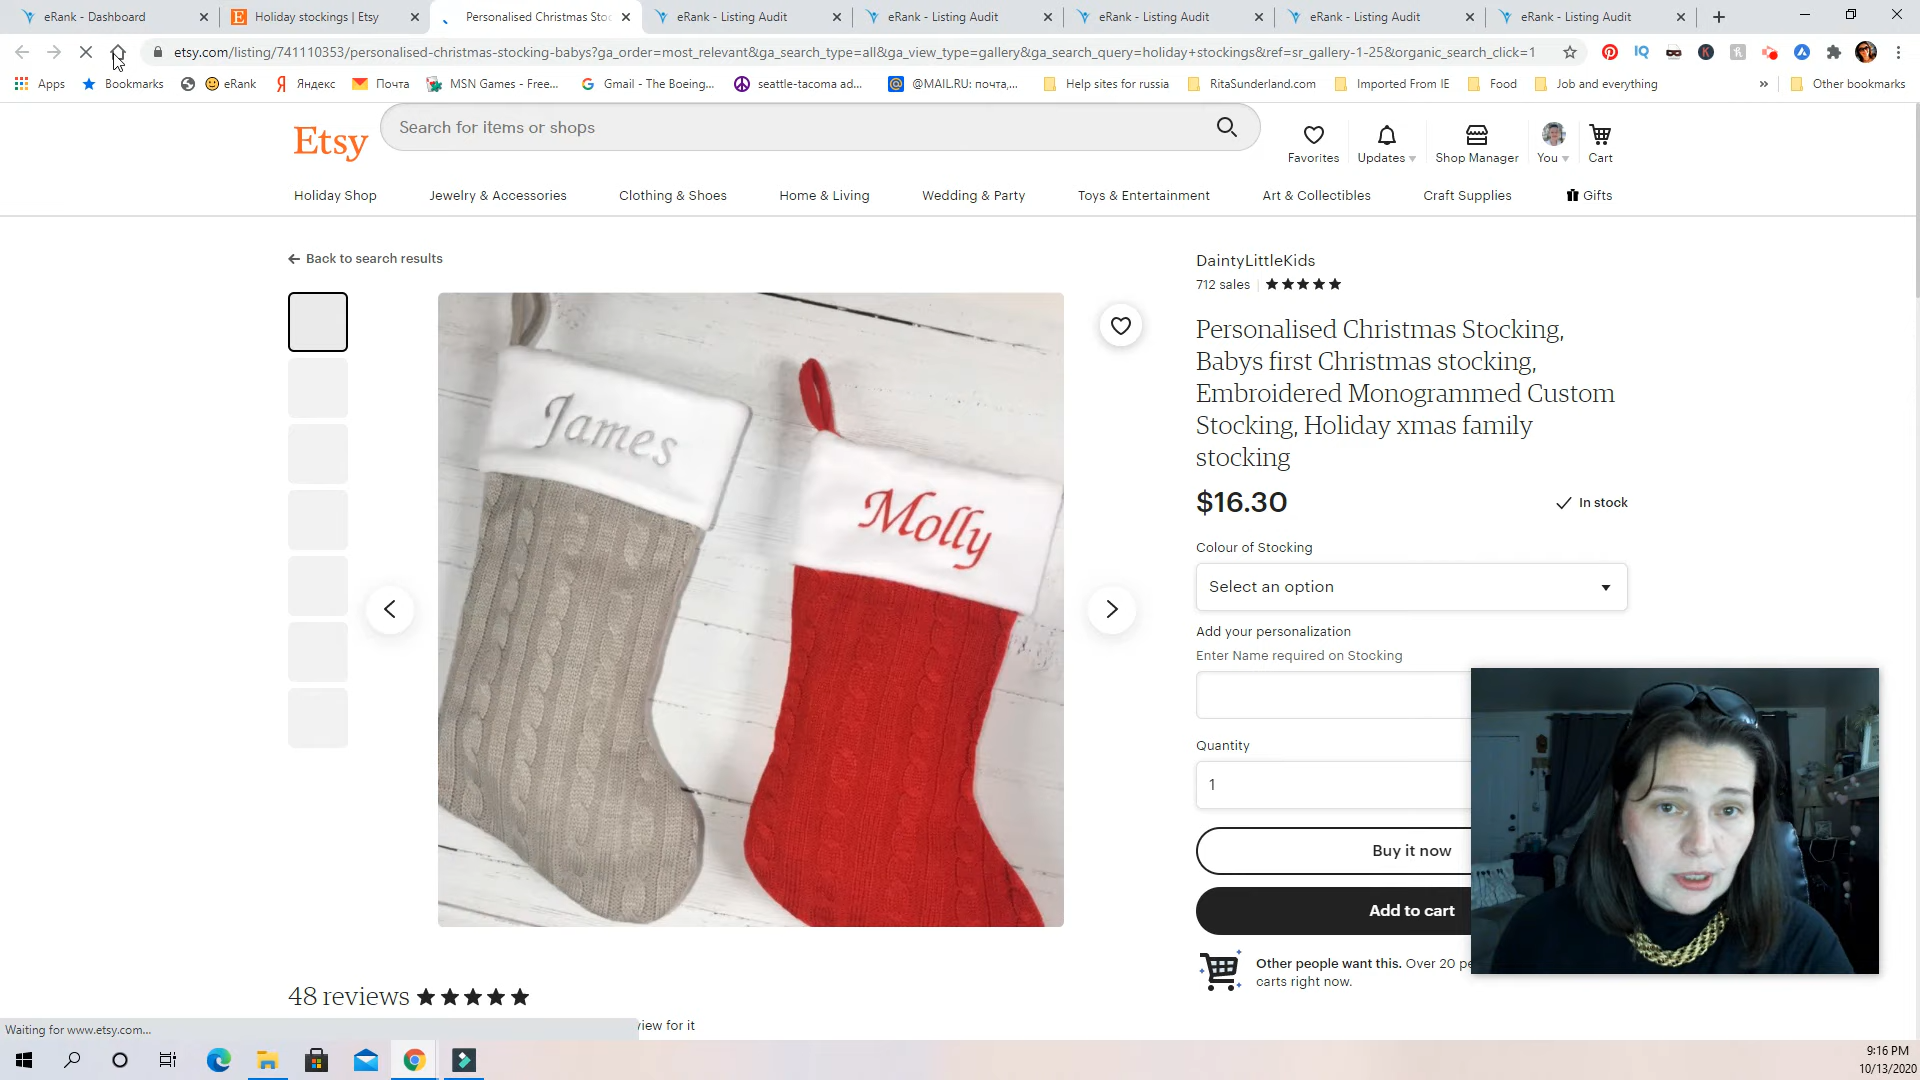 eRank - Dashboard
Holiday stockings | Etsy
Personalised Christmas Stoc
eRank - Listing Audit
eRank - Listing Audit
eRank - Listing Audit
eRank - Listing Audit
eRank - Listing Audit
etsy.com/listing/741110353/personalised-christmas-stocking-babys?ga_order=most_relevant&ga_search_type=all&ga_view_type=gallery&ga_search_query=holiday+stockings&ref=sr_gallery-1-25&organic_search_click=1
Apps
Bookmarks
eRank
Яндекс
Почта
MSN Games - Free...
Gmail - The Boeing...
seattle-tacoma ad...
@MAIL.RU: почта,...
Help sites for russia
RitaSunderland.com
Imported From IE
Food
Job and everything
»
Other bookmarks
Etsy
Search for items or shops
Favorites
Updates
Shop Manager
You
Cart
Holiday Shop
Jewelry & Accessories
Clothing & Shoes
Home & Living
Wedding & Party
Toys & Entertainment
Art & Collectibles
Craft Supplies
Gifts
Back to search results
James
Molly
DaintyLittleKids
712 sales
Personalised Christmas Stocking,
Babys first Christmas stocking,
Embroidered Monogrammed Custom
Stocking, Holiday xmas family
stocking
$16.30
In stock
Colour of Stocking
Select an option
Add your personalization
Enter Name required on Stocking
Quantity
1
Buy it now
Add to cart
Other people want this. Over 20 pe
carts right now.
48 reviews
view for it
Waiting for www.etsy.com...
9:16 PM
10/13/2020